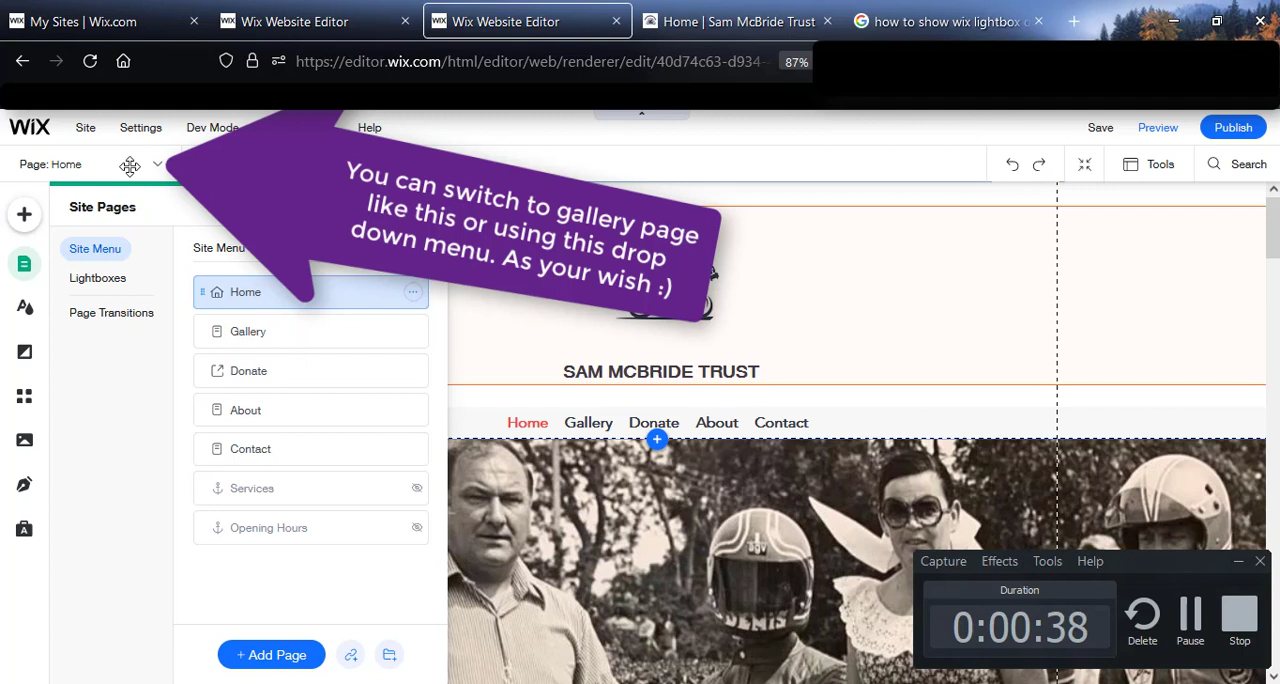 My Sites | Wix.com
Wix Website Editor
Wix Website Editor
Home | Sam McBride Trust
how to show wix lightbox
https://editor.wix.com/html/editor/web/renderer/edit/40d74c63-d934-
87%
WiX
Site
Settings
Dev Mode
Help
Save
Preview
Publish
Page: Home
Tools
Search
You can switch to gallery page
like this or using this drop
down menu. As your wish :)
Site Pages
Site Menu
Lightboxes
Page Transitions
Site Menu
Home
Gallery
Donate
About
Contact
Services
Opening Hours
+ Add Page
SAM MCBRIDE TRUST
Home
Gallery
Donate
About
Contact
Capture
Effects
Tools
Help
Duration
0:00:38
Delete
Pause
Stop